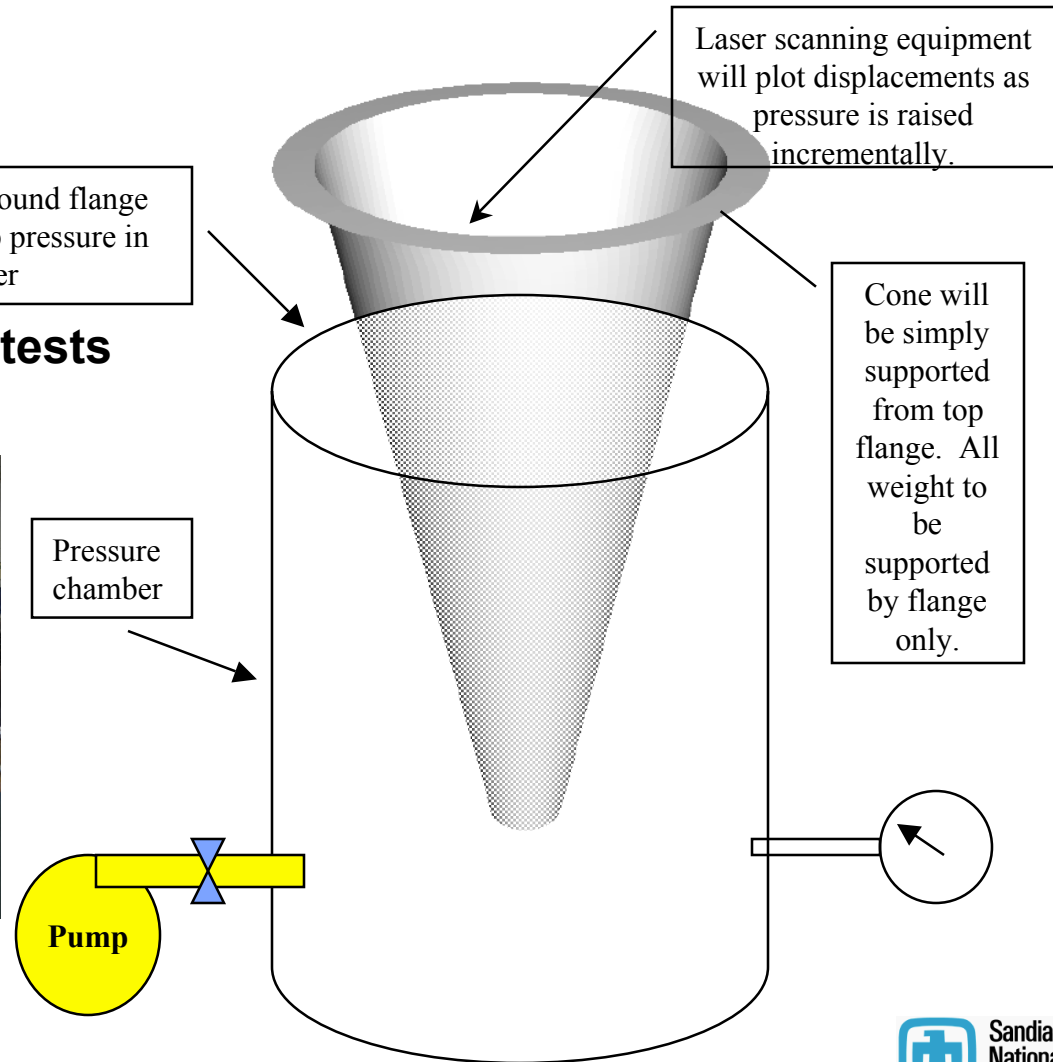 Laser scanning equipment
will plot displacements as
pressure is raised
incrementally.
ound flange
pressure in
er
tests
Cone will
be simply
supported
from top
flange. All
weight to
be
supported
by flange
only.
Pressure
chamber
Pump
Sandia
National